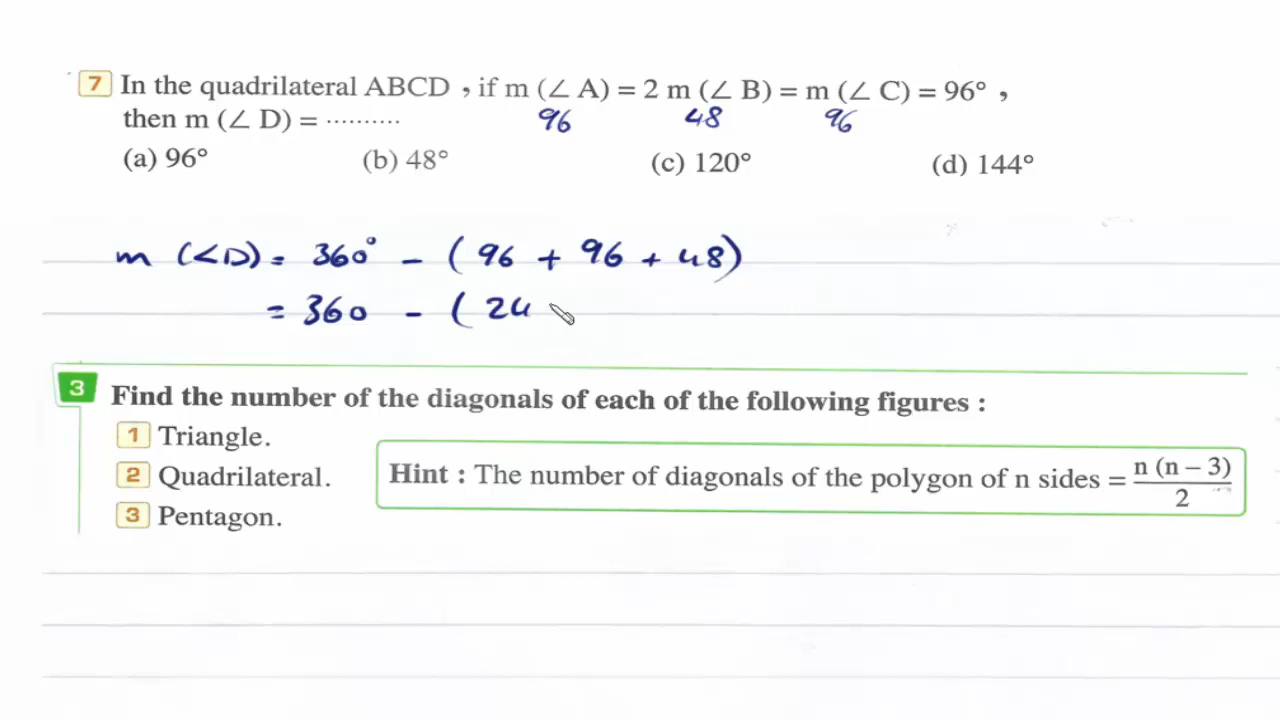 7 In the quadrilateral ABCD , if m (∠ A) = 2 m (∠ B) = m (∠ C) = 96° ,
then m (∠ D) = ··········
96 48 96
(a) 96° (b) 48° (c) 120° (d) 144°
m (∠D) = 360° - (96 + 96 + 48)
= 360 - (24
3 Find the number of the diagonals of each of the following figures :
1 Triangle.
2 Quadrilateral.
3 Pentagon.
Hint : The number of diagonals of the polygon of n sides = n (n – 3)
2